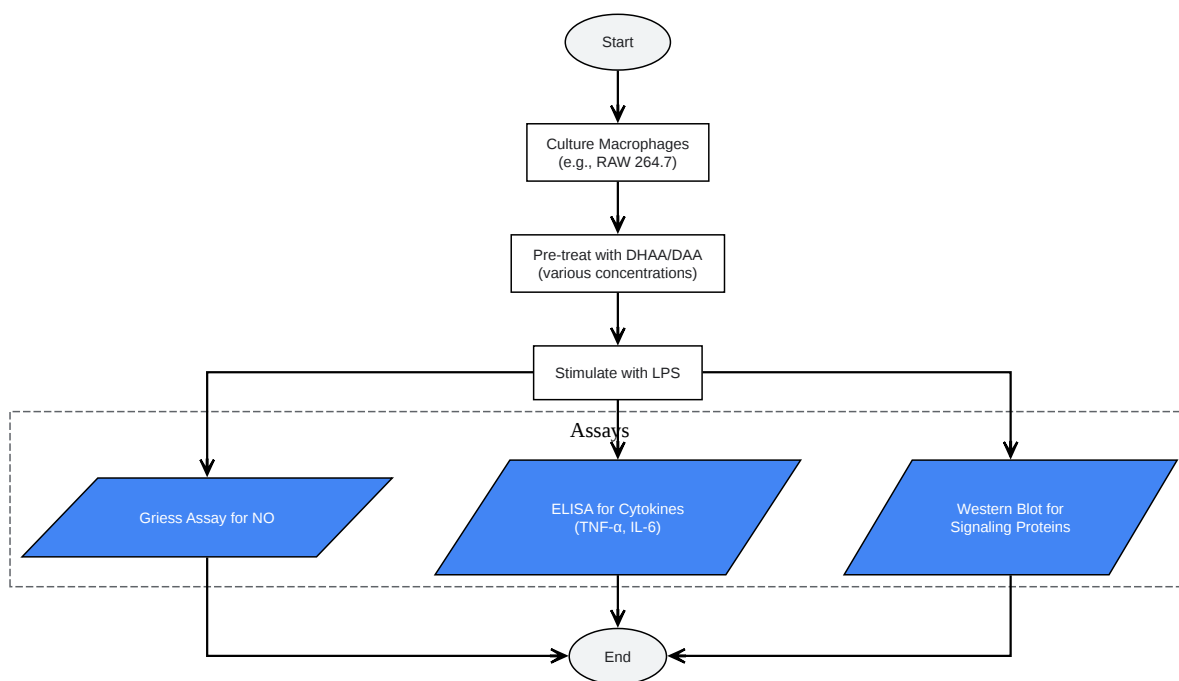 Start
Culture Macrophages
(e.g., RAW 264.7)
Pre-treat with DHAA/DAA
(various concentrations)
Stimulate with LPS
Assays
Griess Assay for NO
ELISA for Cytokines
(TNF-α, IL-6)
Western Blot for
Signaling Proteins
End